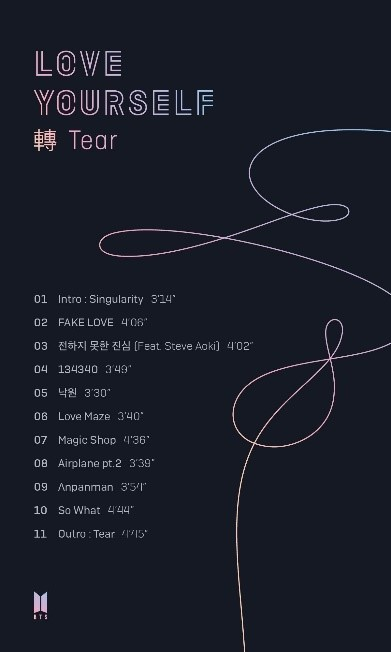 LOVE
YOURSELF
轉 Tear
01 Intro : Singularity 3'14"
02 FAKE LOVE 4'06"
03 전하지 못한 진심 (Feat. Steve Aoki) 4'02"
04 134340 3'49"
05 낙원 3'30"
06 Love Maze 3'40"
07 Magic Shop 4'36"
08 Airplane pt.2 3'39"
09 Anpanman 3'54"
10 So What 4'44"
11 Outro : Tear 4'45"
BTS